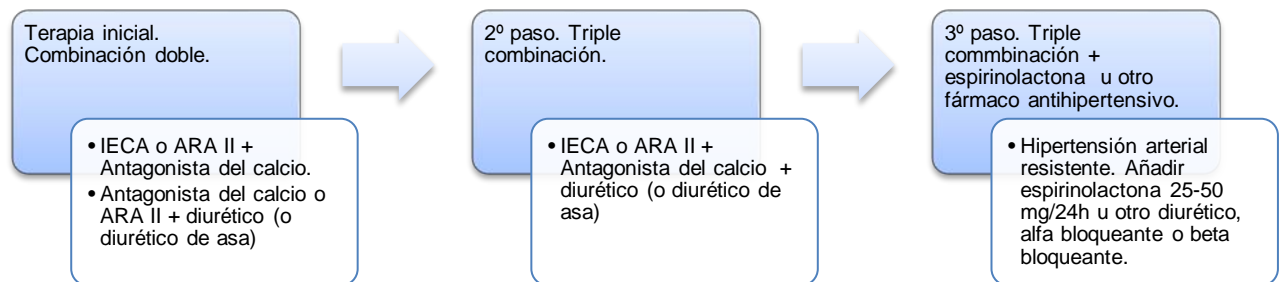 Terapia inicial.
Combinación doble.
• IECA o ARA II +
Antagonista del calcio.
• Antagonista del calcio o
ARA II + diurético (o
diurético de asa)
2º paso. Triple
combinación.
• IECA o ARA II +
Antagonista del calcio +
diurético (o diurético de
asa)
3º paso. Triple
commbinación +
espirinolactona u otro
fármaco antihipertensivo.
• Hipertensión arterial
resistente. Añadir
espirinolactona 25-50
mg/24h u otro diurético,
alfa bloqueante o beta
bloqueante.